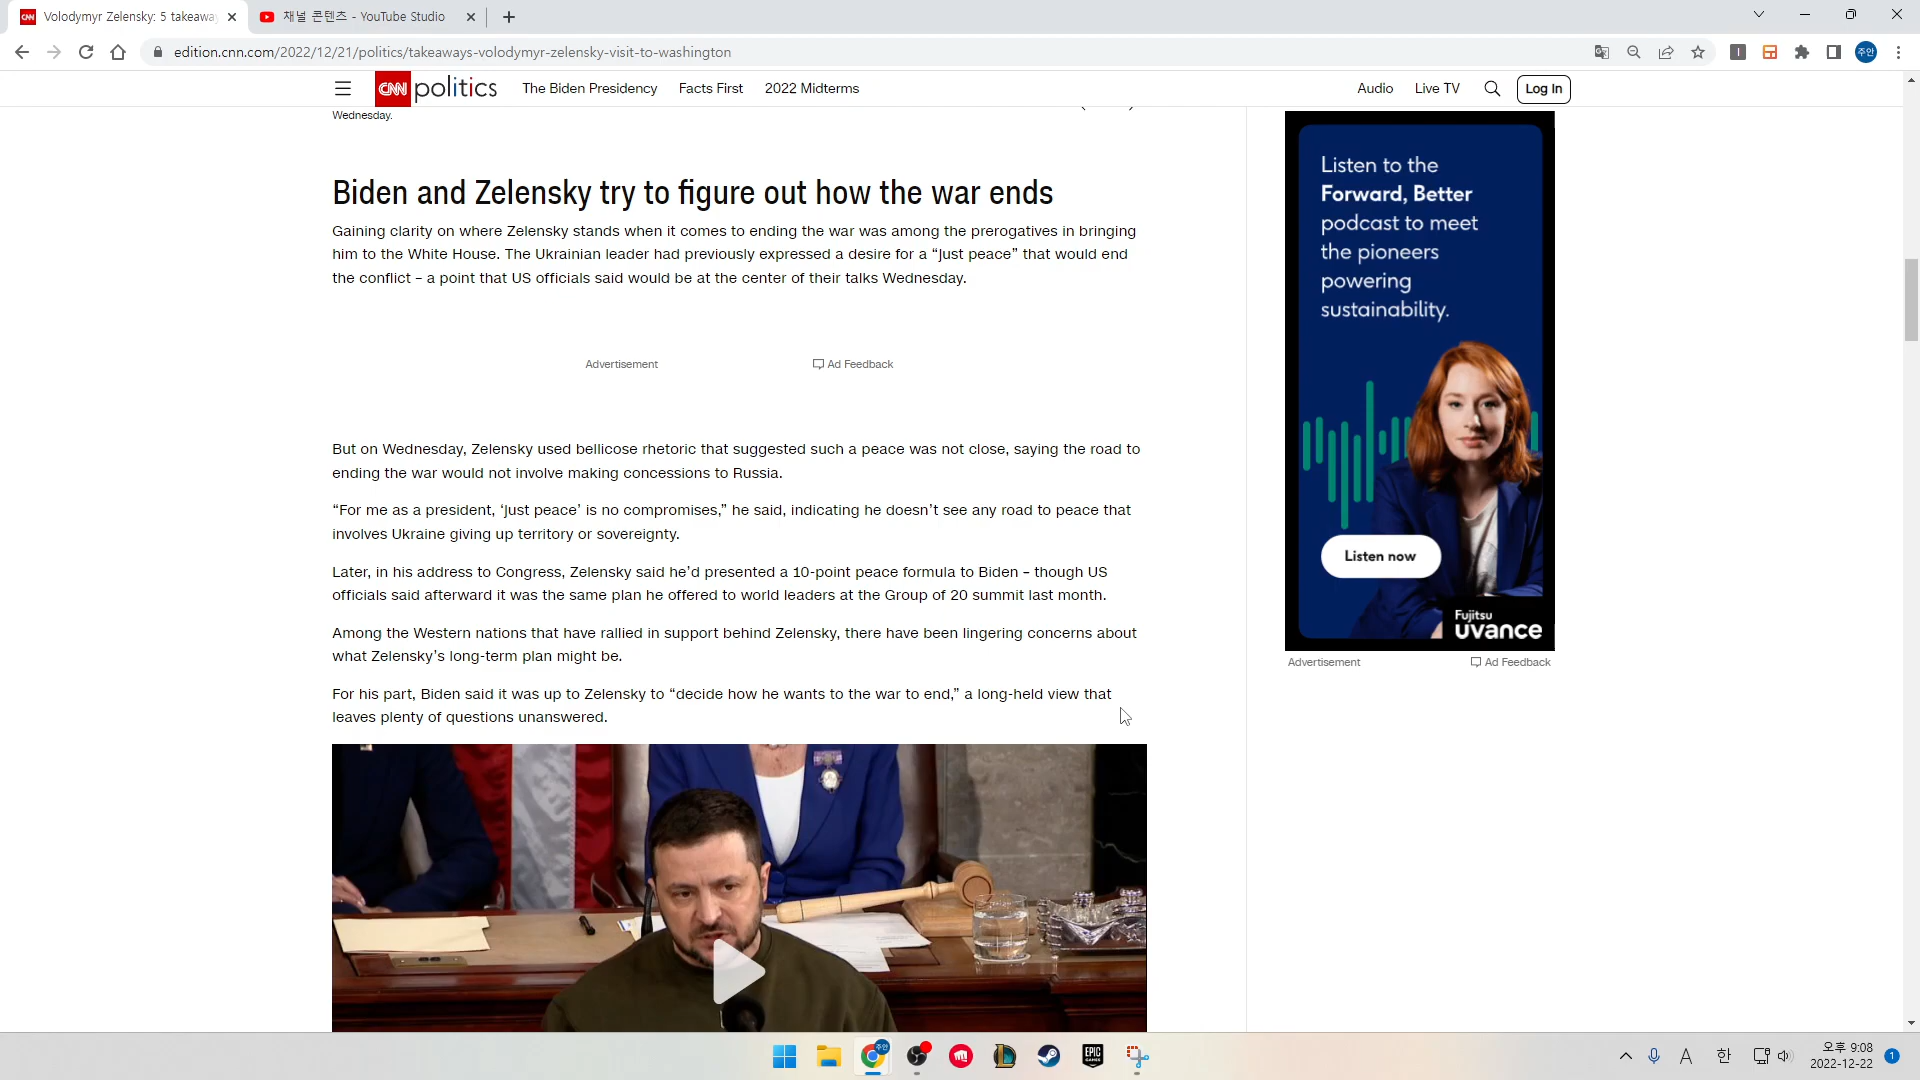 Volodymyr Zelensky: 5 takeaway
채널 콘텐츠 - YouTube Studio
edition.cnn.com/2022/12/21/politics/takeaways-volodymyr-zelensky-visit-to-washington
주안
CNN politics
The Biden Presidency
Facts First
2022 Midterms
Audio
Live TV
Log In
Wednesday.
Biden and Zelensky try to figure out how the war ends
Gaining clarity on where Zelensky stands when it comes to ending the war was among the prerogatives in bringing
him to the White House. The Ukrainian leader had previously expressed a desire for a “just peace” that would end
the conflict – a point that US officials said would be at the center of their talks Wednesday.
Advertisement
Ad Feedback
But on Wednesday, Zelensky used bellicose rhetoric that suggested such a peace was not close, saying the road to
ending the war would not involve making concessions to Russia.
“For me as a president, ‘just peace’ is no compromises,” he said, indicating he doesn’t see any road to peace that
involves Ukraine giving up territory or sovereignty.
Later, in his address to Congress, Zelensky said he’d presented a 10-point peace formula to Biden – though US
officials said afterward it was the same plan he offered to world leaders at the Group of 20 summit last month.
Among the Western nations that have rallied in support behind Zelensky, there have been lingering concerns about
what Zelensky’s long-term plan might be.
For his part, Biden said it was up to Zelensky to “decide how he wants to the war to end,” a long-held view that
leaves plenty of questions unanswered.
Listen to the
Forward, Better
podcast to meet
the pioneers
powering
sustainability.
Listen now
Fujitsu
uvance
Advertisement
Ad Feedback
주안
EPIC
GAMES
A
한
오후 9:08
2022-12-22
1